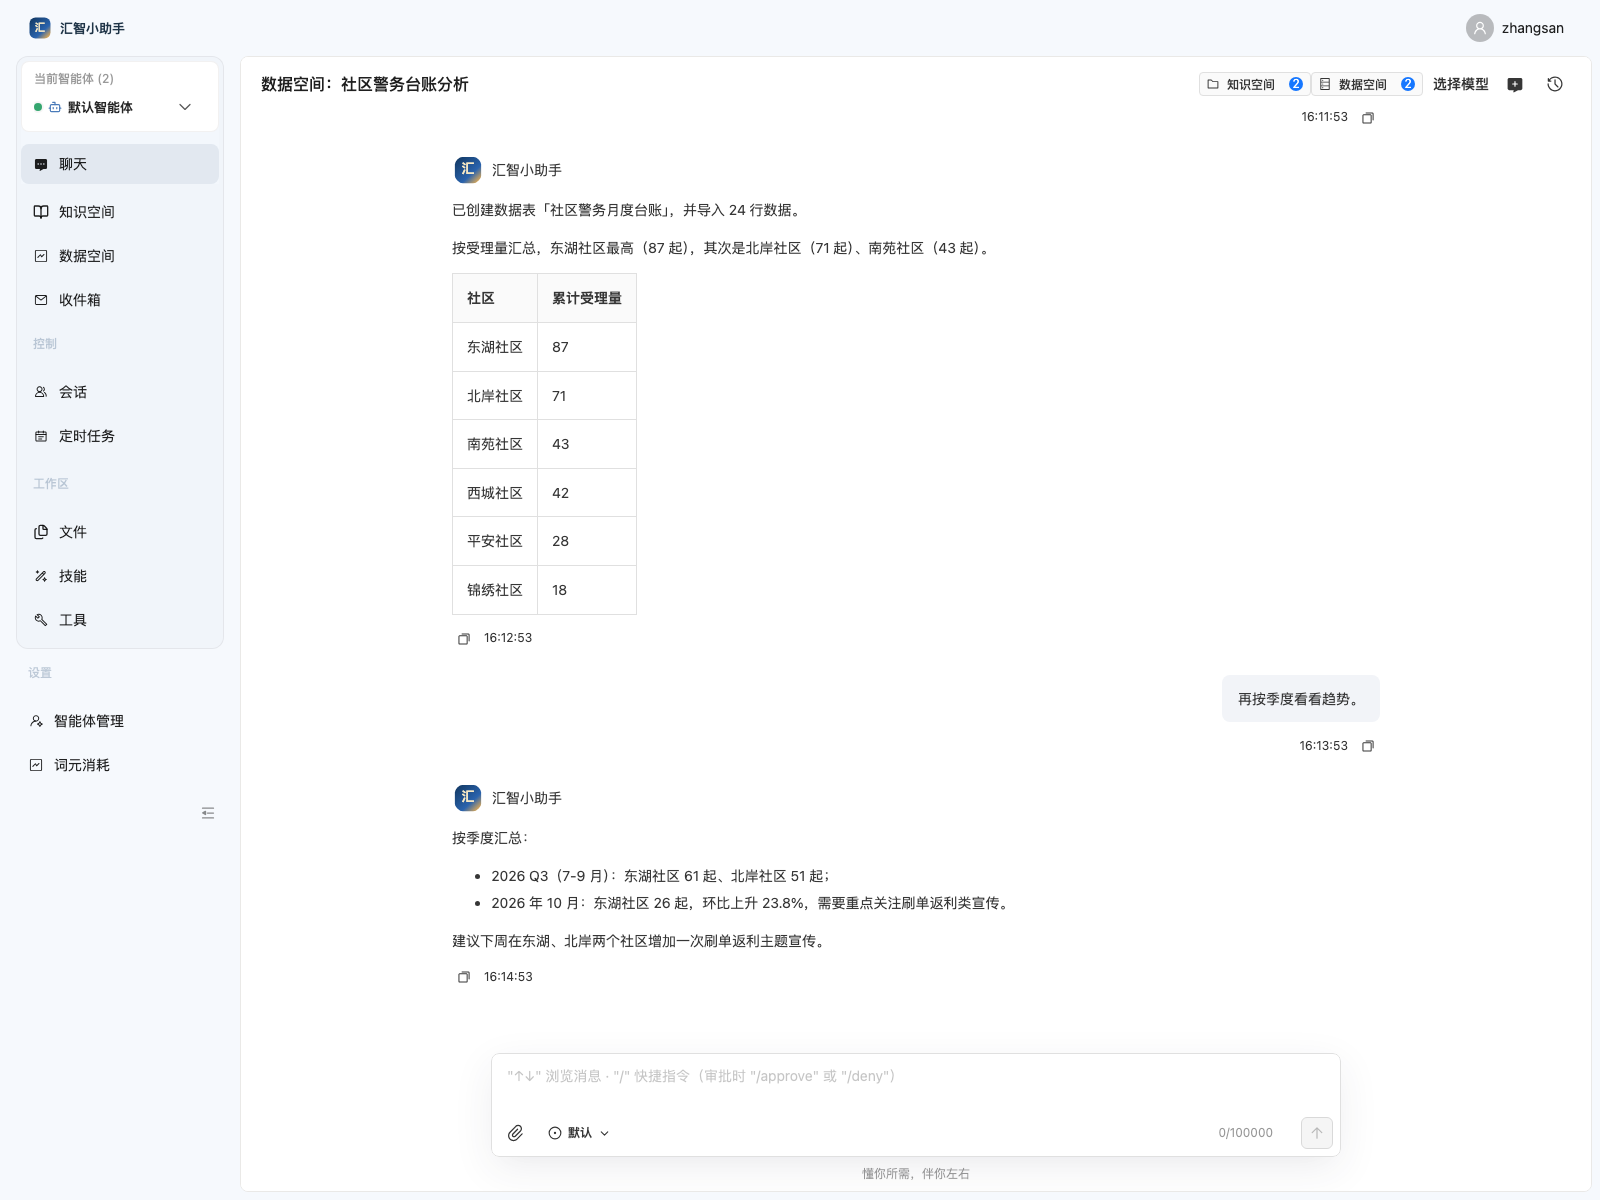 汇 汇智小助手
zhangsan
当前智能体 (2)
默认智能体
聊天
知识空间
数据空间
收件箱
控制
会话
定时任务
工作区
文件
技能
工具
设置
智能体管理
词元消耗
数据空间：社区警务台账分析
知识空间 2 数据空间 2 选择模型
16:11:53
汇 汇智小助手
已创建数据表「社区警务月度台账」，并导入 24 行数据。
按受理量汇总，东湖社区最高（87 起），其次是北岸社区（71 起）、南苑社区（43 起）。
社区 累计受理量
东湖社区 87
北岸社区 71
南苑社区 43
西城社区 42
平安社区 28
锦绣社区 18
16:12:53
再按季度看看趋势。
16:13:53
汇 汇智小助手
按季度汇总：
• 2026 Q3（7-9 月）：东湖社区 61 起、北岸社区 51 起；
• 2026 年 10 月：东湖社区 26 起，环比上升 23.8%，需要重点关注刷单返利类宣传。
建议下周在东湖、北岸两个社区增加一次刷单返利主题宣传。
16:14:53
"↑↓" 浏览消息 · "/" 快捷指令（审批时 "/approve" 或 "/deny"）
默认
0/100000
懂你所需，伴你左右